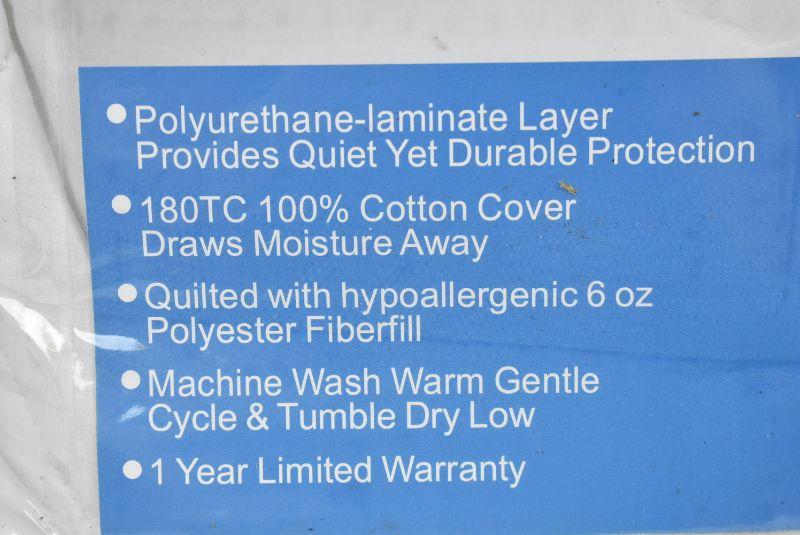 • Polyurethane-laminate Layer
Provides Quiet Yet Durable Protection
• 180TC 100% Cotton Cover
Draws Moisture Away
• Quilted with hypoallergenic 6 oz
Polyester Fiberfill
• Machine Wash Warm Gentle
Cycle & Tumble Dry Low
• 1 Year Limited Warranty